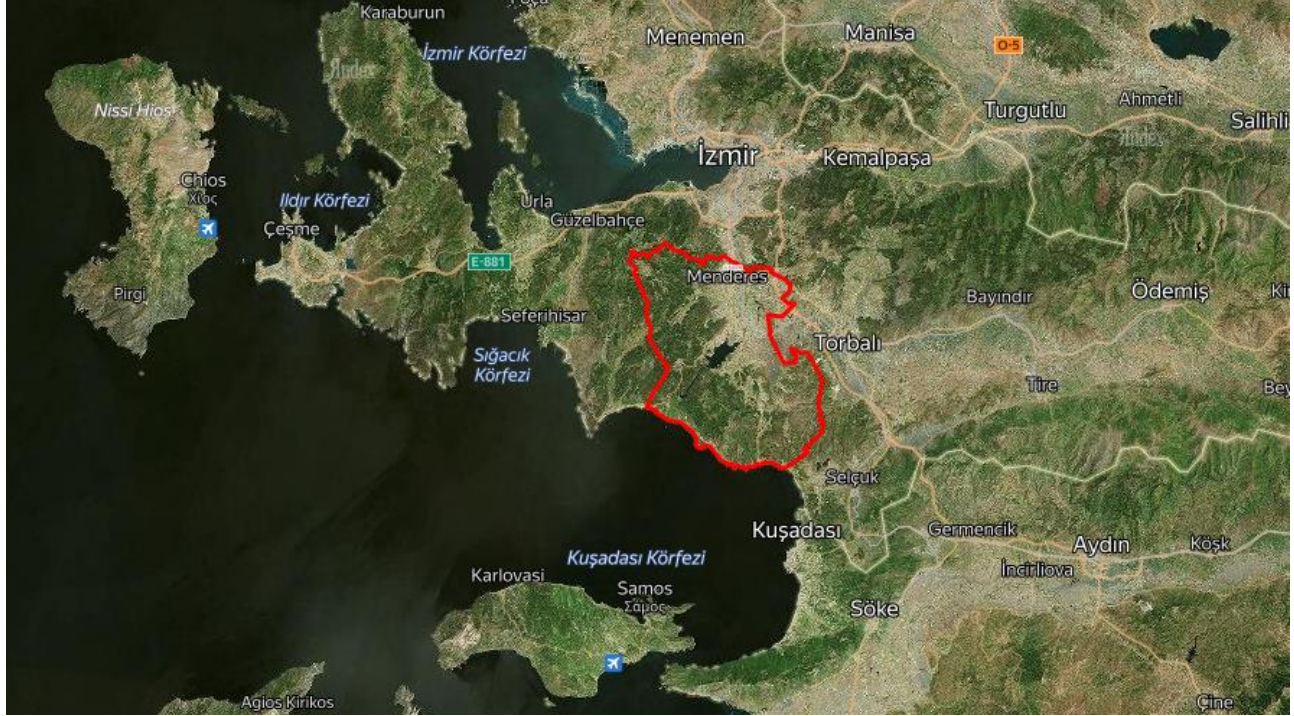 Karaburun
Manisa
Menemen
O-5
İzmir Körfezi
Yandex
Nissi Hios
Turgutlu
Ahmetli
Salihli
Yandex
İzmir
Kemalpaşa
Chios
Χίος
Ildır Körfezi
Urla
Güzelbahçe
Çeşme
E-881
Menderes
Pirgi
Bayındır
Ödemiş
Seferihisar
Torbalı
Sığacık
Körfezi
Tire
Selçuk
Kuşadası
Germencik
Aydın
Köşk
Kuşadası Körfezi
İncirliova
Karlovasi
Samos
Σάμος
Söke
Agios Kirikos
Çine